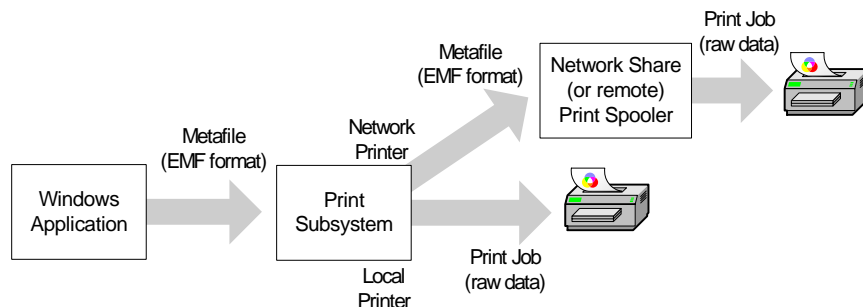 Windows
Application
Metafile
(EMF format)
Print
Subsystem
Network
Printer
Metafile
(EMF format)
Network Share
(or remote)
Print Spooler
Print Job
(raw data)
Local
Printer
Print Job
(raw data)